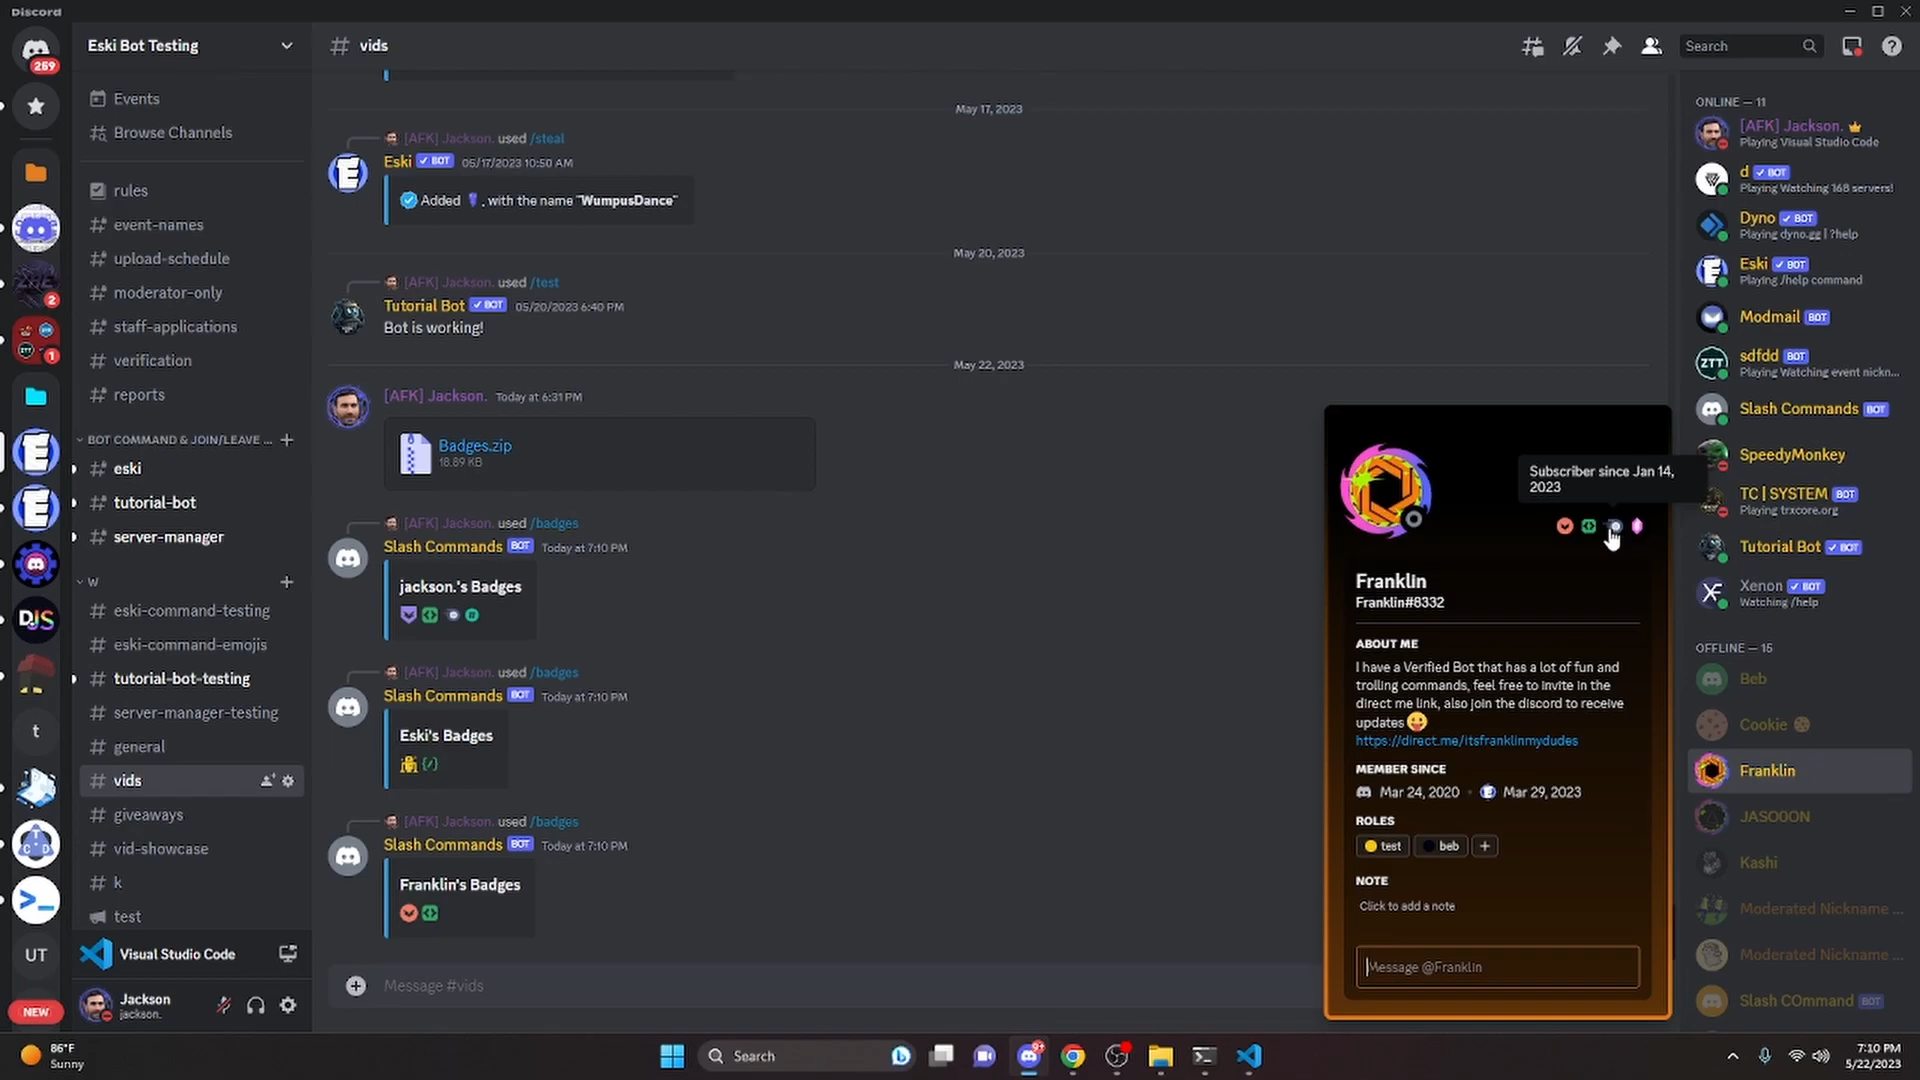 Discord
259
Eski Bot Testing
Events
Browse Channels
rules
event-names
upload-schedule
moderator-only
staff-applications
verification
reports
BOT COMMAND & JOIN/LEAVE ...
eski
tutorial-bot
server-manager
W
eski-command-testing
eski-command-emojis
tutorial-bot-testing
server-manager-testing
general
vids
giveaways
vid-showcase
k
test
2
ZTT
1
DJS
t
TCD
UT
NEW
Visual Studio Code
Jackson
jackson.
vids
Search
May 17, 2023
[AFK] Jackson. used /steal
Eski BOT 05/17/2023 10:50 AM
Added , with the name "WumpusDance"
May 20, 2023
[AFK] Jackson. used /test
Tutorial Bot BOT 05/20/2023 6:40 PM
Bot is working!
May 22, 2023
[AFK] Jackson. Today at 6:31 PM
Badges.zip
18.89 KB
[AFK] Jackson. used /badges
Slash Commands BOT Today at 7:10 PM
jackson.'s Badges
[AFK] Jackson. used /badges
Slash Commands BOT Today at 7:10 PM
Eski's Badges
[AFK] Jackson. used /badges
Slash Commands BOT Today at 7:10 PM
Franklin's Badges
Message #vids
Subscriber since Jan 14,
2023
Franklin
Franklin#8332
ABOUT ME
I have a Verified Bot that has a lot of fun and
trolling commands, feel free to invite in the
direct me link, also join the discord to receive
updates
https://direct.me/itsfranklinmydudes
MEMBER SINCE
Mar 24, 2020 • Mar 29, 2023
ROLES
test beb +
NOTE
Click to add a note
Message @Franklin
ONLINE — 11
[AFK] Jackson.
Playing Visual Studio Code
d BOT
Playing Watching 168 servers!
Dyno BOT
Playing dyno.gg | ?help
Eski BOT
Playing /help command
Modmail BOT
ZTT
sdfdd BOT
Playing Watching event nickn...
Slash Commands BOT
SpeedyMonkey
TC | SYSTEM BOT
Playing trxcore.org
Tutorial Bot BOT
Xenon BOT
Watching /help
OFFLINE — 15
Beb
Cookie
Franklin
JASO0ON
Kashi
Moderated Nickname ...
Moderated Nickname ...
Slash COmmand BOT
86°F
Sunny
Search
9+
7:10 PM
5/22/2023